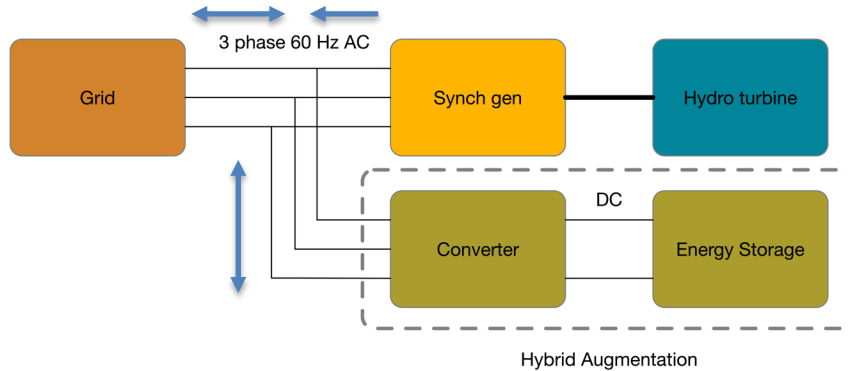 3 phase 60 Hz AC
Grid
Synch gen
Hydro turbine
DC
Converter
Energy Storage
Hybrid Augmentation